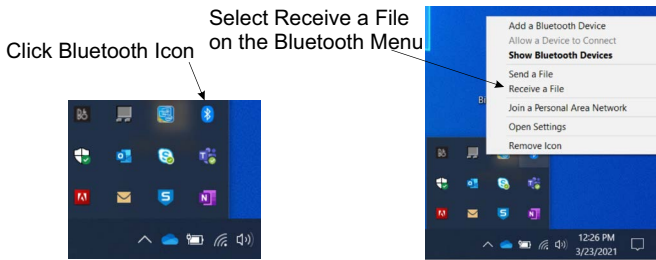 Click Bluetooth Icon
Select Receive a File
on the Bluetooth Menu
Add a Bluetooth Device
Allow a Device to Connect
Show Bluetooth Devices
Send a File
Receive a File
Join a Personal Area Network
Open Settings
Remove Icon
Bi
12:26 PM
3/23/2021